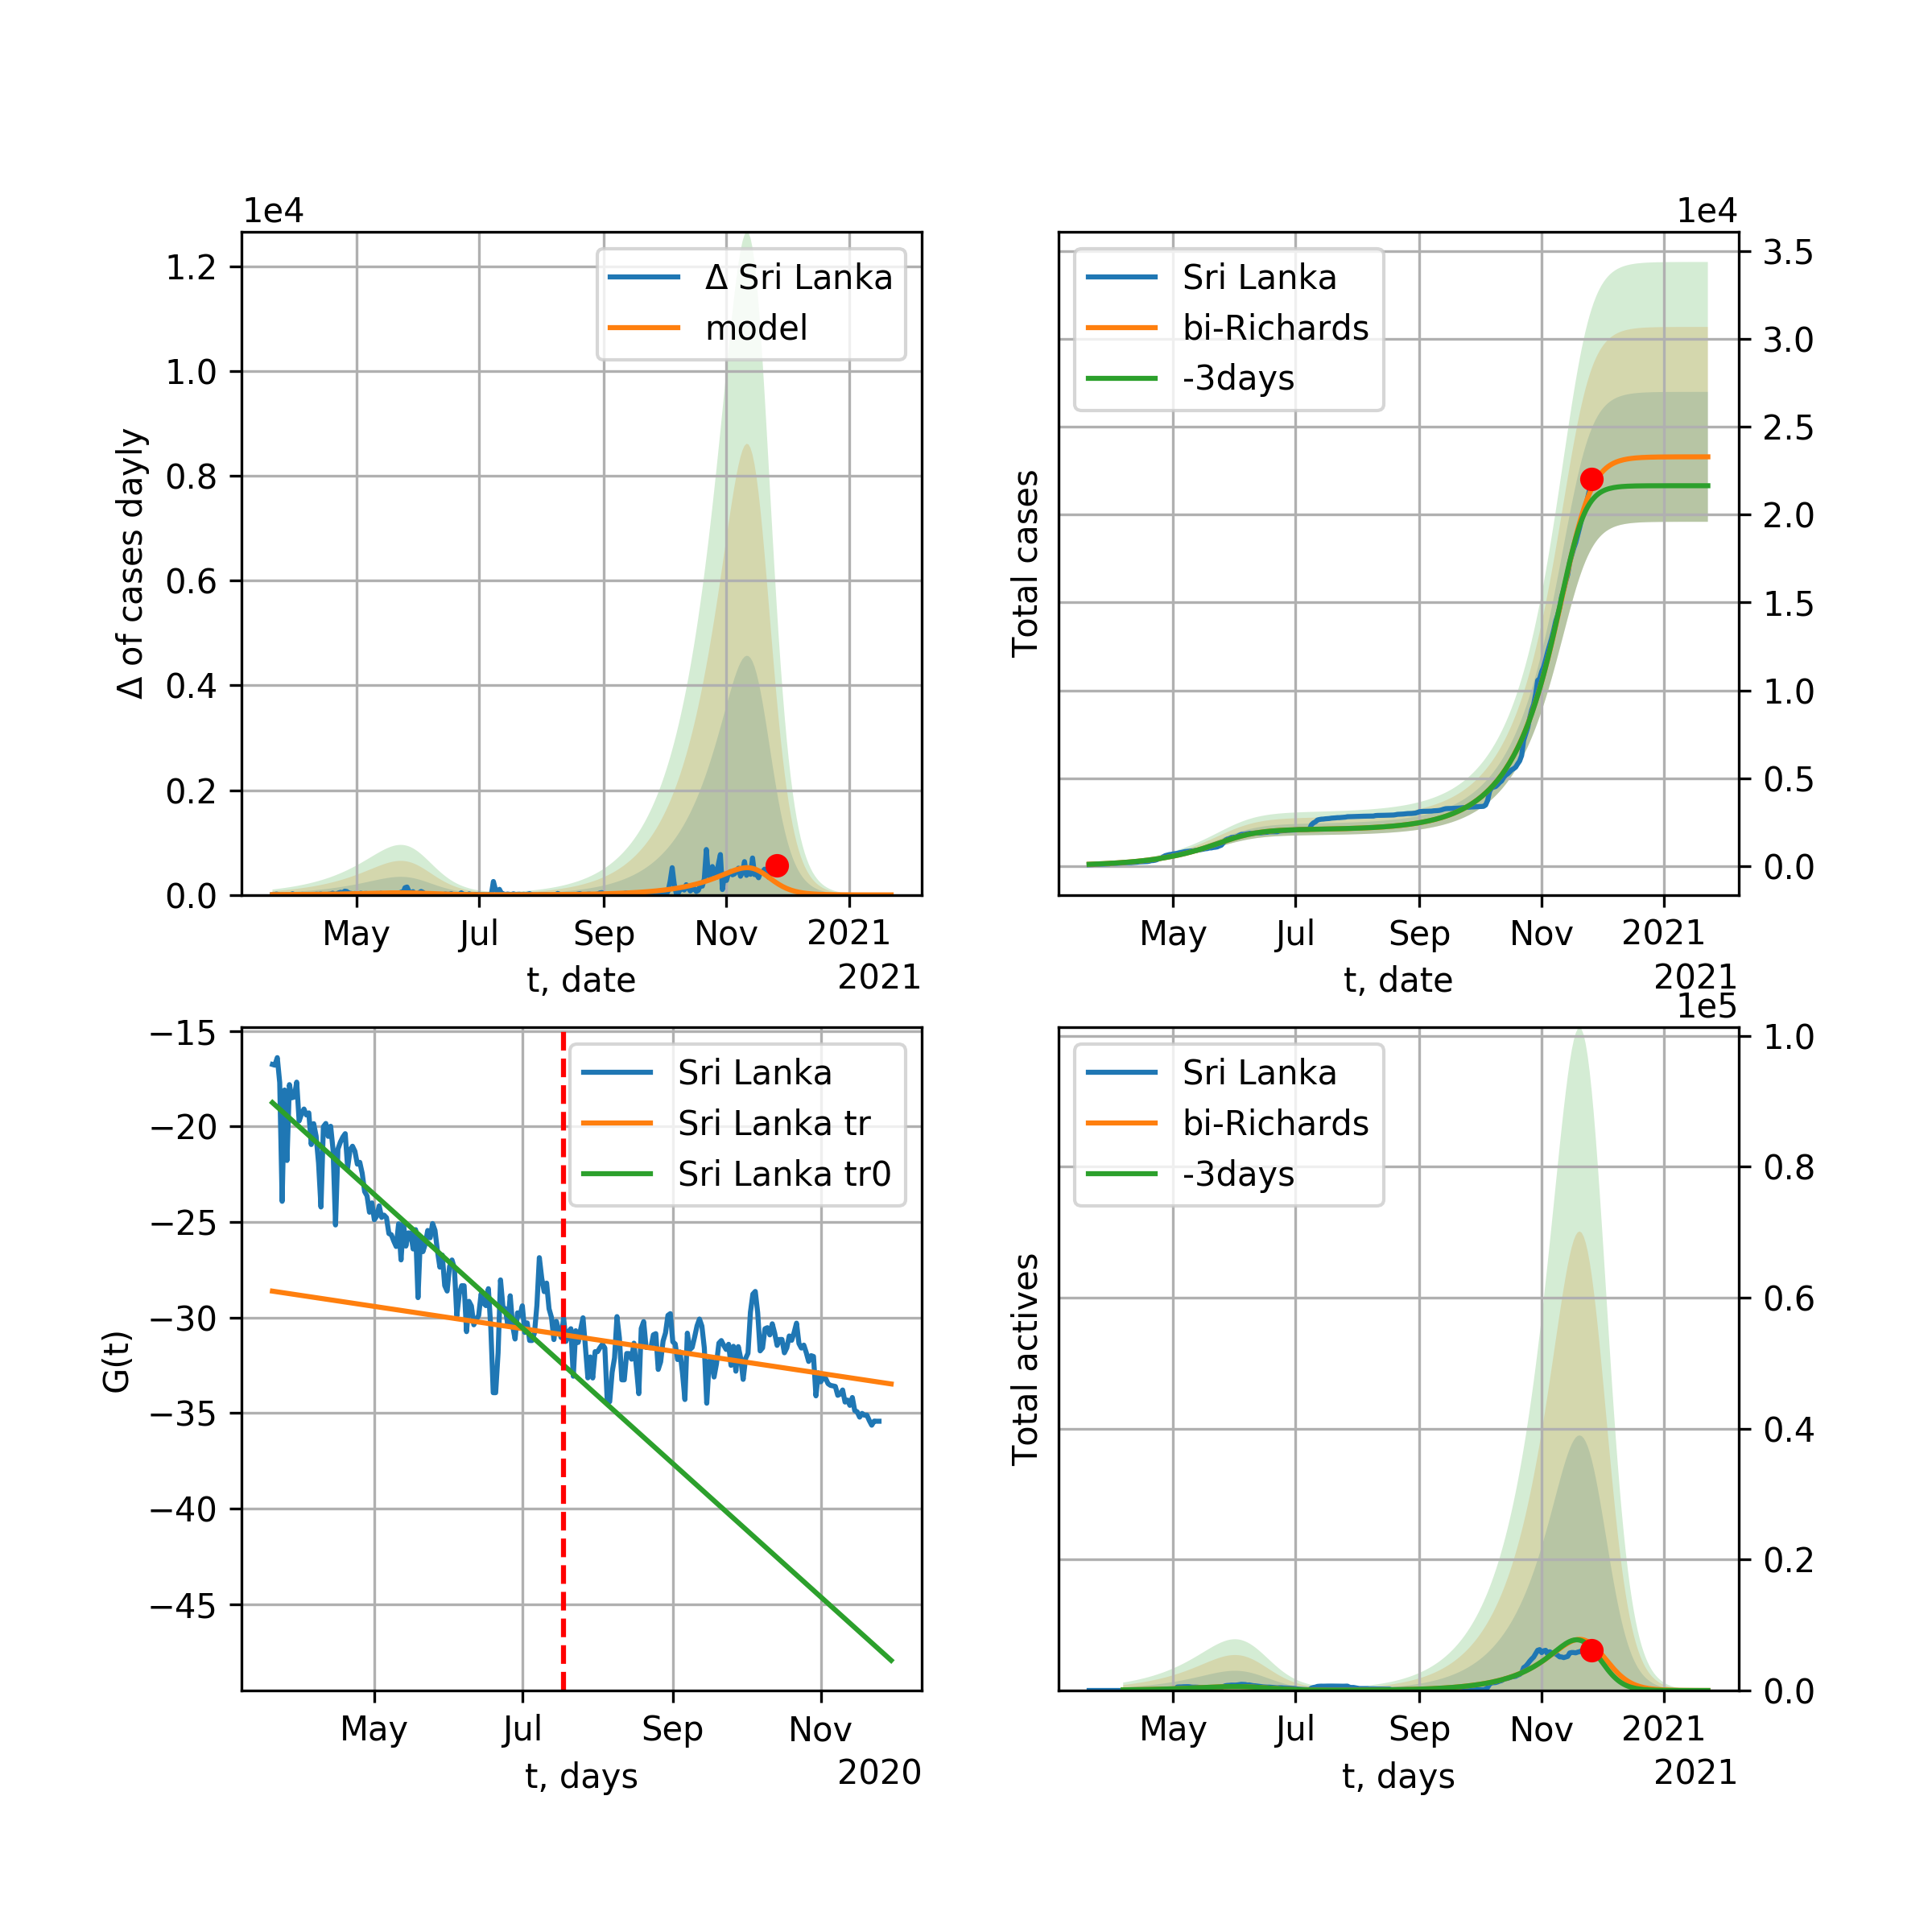 1e4
1.2
1.0
0.8
0.6
0.4
0.2
0.0
Δ of cases dayly
Δ Sri Lanka
model
May
Jul
Sep
Nov
2021
t, date
2021
1e4
3.5
3.0
2.5
2.0
1.5
1.0
0.5
0.0
Total cases
Sri Lanka
bi-Richards
-3days
May
Jul
Sep
Nov
2021
t, date
2021
−15
−20
−25
−30
−35
−40
−45
G(t)
Sri Lanka
Sri Lanka tr
Sri Lanka tr0
May
Jul
Sep
Nov
t, days
2020
1e5
1.0
0.8
0.6
0.4
0.2
0.0
Total actives
Sri Lanka
bi-Richards
-3days
May
Jul
Sep
Nov
2021
t, days
2021